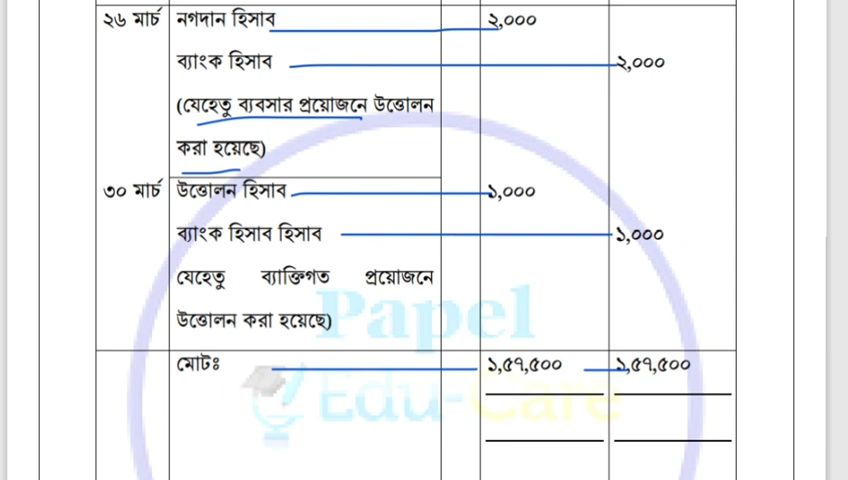 ২৬ মার্চ নগদান হিসাব ২,০০০
ব্যাংক হিসাব ২,০০০
(যেহেতু ব্যবসার প্রয়োজনে উত্তোলন
করা হয়েছে)
৩০ মার্চ উত্তোলন হিসাব ১,০০০
ব্যাংক হিসাব হিসাব ১,০০০
যেহেতু ব্যাক্তিগত প্রয়োজনে
উত্তোলন করা হয়েছে)
Papel
মোটঃ ১,৫৭,৫০০ ১,৫৭,৫০০
Edu-Care